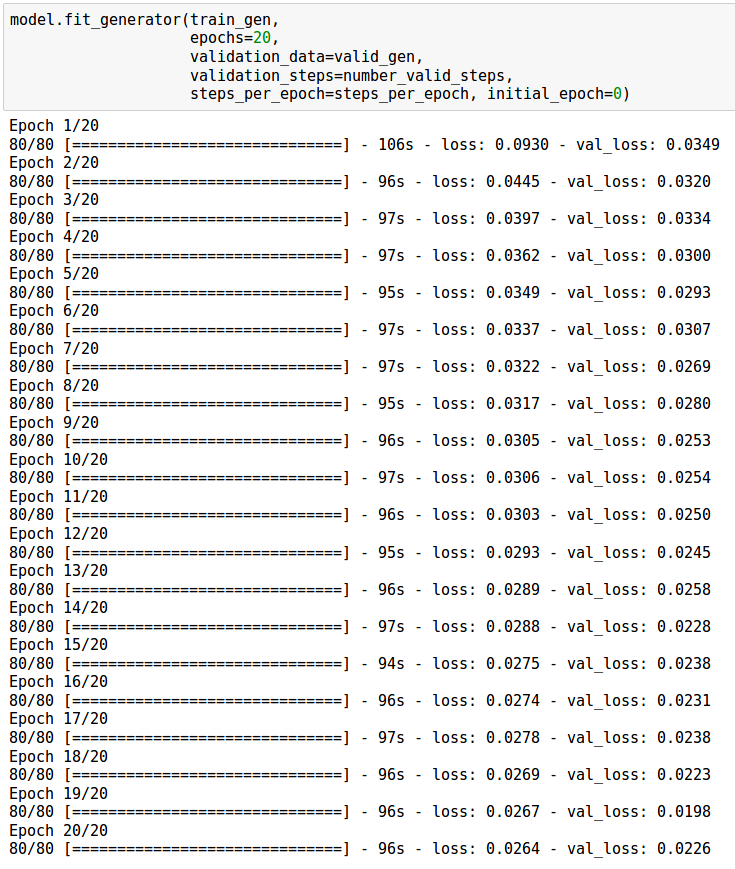 model.fit_generator(train_gen,
                    epochs=20,
                    validation_data=valid_gen,
                    validation_steps=number_valid_steps,
                    steps_per_epoch=steps_per_epoch, initial_epoch=0)
Epoch 1/20
80/80 [==============================] - 106s - loss: 0.0930 - val_loss: 0.0349
Epoch 2/20
80/80 [==============================] - 96s - loss: 0.0445 - val_loss: 0.0320
Epoch 3/20
80/80 [==============================] - 97s - loss: 0.0397 - val_loss: 0.0334
Epoch 4/20
80/80 [==============================] - 97s - loss: 0.0362 - val_loss: 0.0300
Epoch 5/20
80/80 [==============================] - 95s - loss: 0.0349 - val_loss: 0.0293
Epoch 6/20
80/80 [==============================] - 97s - loss: 0.0337 - val_loss: 0.0307
Epoch 7/20
80/80 [==============================] - 97s - loss: 0.0322 - val_loss: 0.0269
Epoch 8/20
80/80 [==============================] - 95s - loss: 0.0317 - val_loss: 0.0280
Epoch 9/20
80/80 [==============================] - 96s - loss: 0.0305 - val_loss: 0.0253
Epoch 10/20
80/80 [==============================] - 97s - loss: 0.0306 - val_loss: 0.0254
Epoch 11/20
80/80 [==============================] - 96s - loss: 0.0303 - val_loss: 0.0250
Epoch 12/20
80/80 [==============================] - 95s - loss: 0.0293 - val_loss: 0.0245
Epoch 13/20
80/80 [==============================] - 96s - loss: 0.0289 - val_loss: 0.0258
Epoch 14/20
80/80 [==============================] - 97s - loss: 0.0288 - val_loss: 0.0228
Epoch 15/20
80/80 [==============================] - 94s - loss: 0.0275 - val_loss: 0.0238
Epoch 16/20
80/80 [==============================] - 96s - loss: 0.0274 - val_loss: 0.0231
Epoch 17/20
80/80 [==============================] - 97s - loss: 0.0278 - val_loss: 0.0238
Epoch 18/20
80/80 [==============================] - 96s - loss: 0.0269 - val_loss: 0.0223
Epoch 19/20
80/80 [==============================] - 96s - loss: 0.0267 - val_loss: 0.0198
Epoch 20/20
80/80 [==============================] - 96s - loss: 0.0264 - val_loss: 0.0226